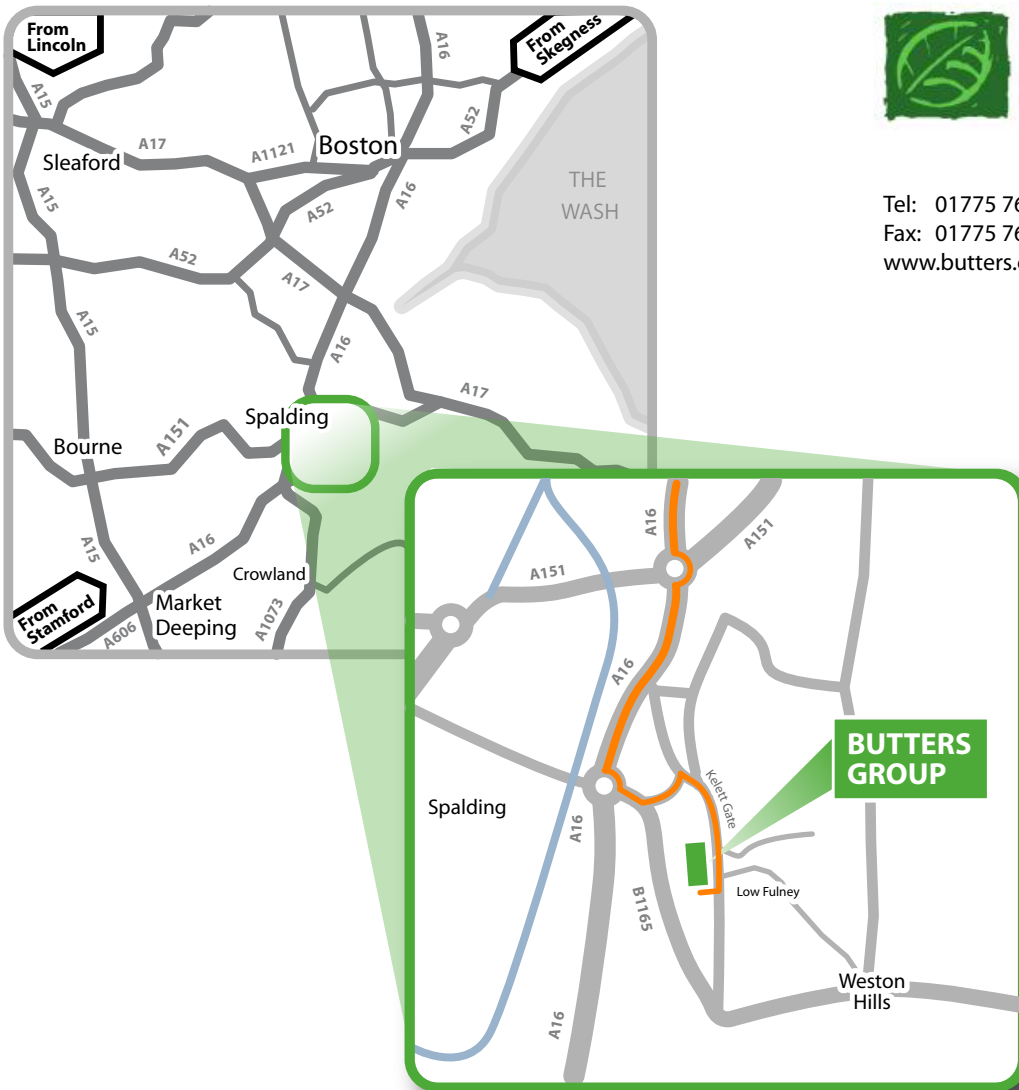 From
Lincoln
From
Skegness
A16
A15
A17
A1121
Boston
A52
Sleaford
A15
A52
A16
THE
WASH
A52
A17
A15
A16
A17
Spalding
A151
Bourne
A15
A16
Crowland
From
Stamford
Market
Deeping
A606
A1073
Tel: 01775 76
Fax: 01775 76
www.butters.
A16
A151
A151
A16
BUTTERS
GROUP
Kelett Gate
Spalding
A16
Low Fulney
B1165
Weston
Hills
A16